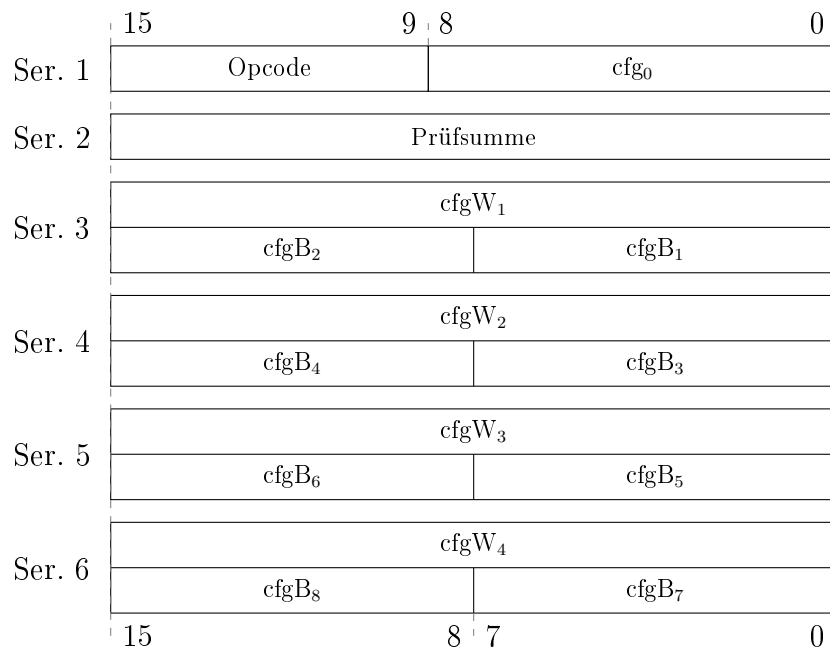 15 9 8 0
Ser. 1 Opcode cfg₀
Ser. 2 Prüfsumme
cfgW₁
Ser. 3
cfgB₂ cfgB₁
cfgW₂
Ser. 4
cfgB₄ cfgB₃
cfgW₃
Ser. 5
cfgB₆ cfgB₅
cfgW₄
Ser. 6
cfgB₈ cfgB₇
15 8 7 0